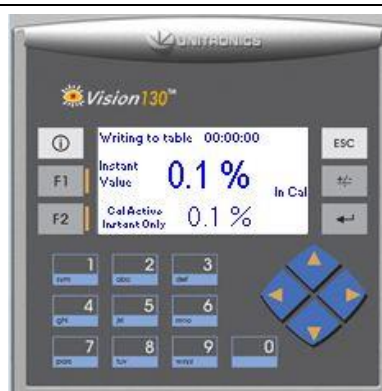 UNITRONICS
Vision130™
Writing to table 00:00:00
Instant
Value
0.1 %
In Cal
Cal Active
Instant Only
0.1 %
i
ESC
F1
+/-
F2
1
2
abc
3
def
4
ghi
5
jkl
6
mno
7
pqrs
8
tuv
9
wxyz
0